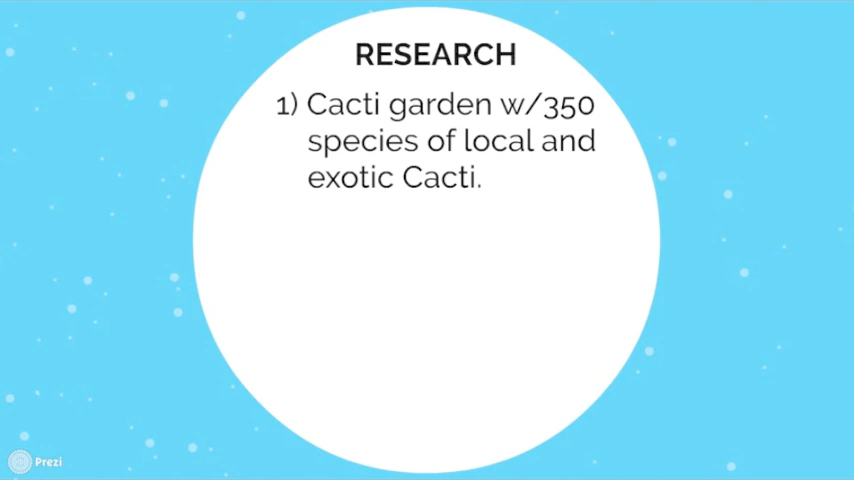 RESEARCH
1) Cacti garden w/350
species of local and
exotic Cacti.
Prezi